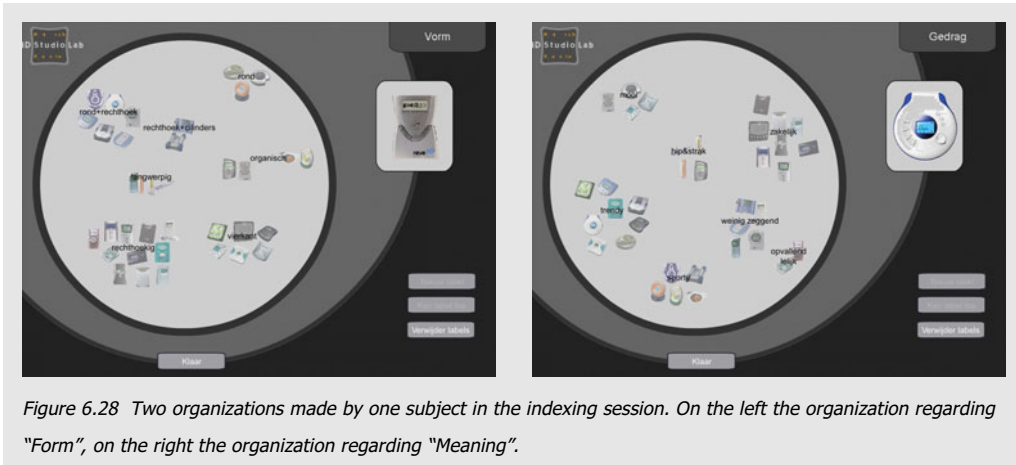 ID Studio Lab
Vorm
rond
rond+rechthoek
rechthoek+cilinders
organisch
langwerpig
vierkant
rechthoekig
Verwijder labels
Klaar
ID Studio Lab
Gedrag
mooi
zakelijk
hip&strak
trendy
weinig zeggend
opvallend
lelijk
sportief
Verwijder labels
Klaar
Figure 6.28 Two organizations made by one subject in the indexing session. On the left the organization regarding
“Form”, on the right the organization regarding “Meaning”.